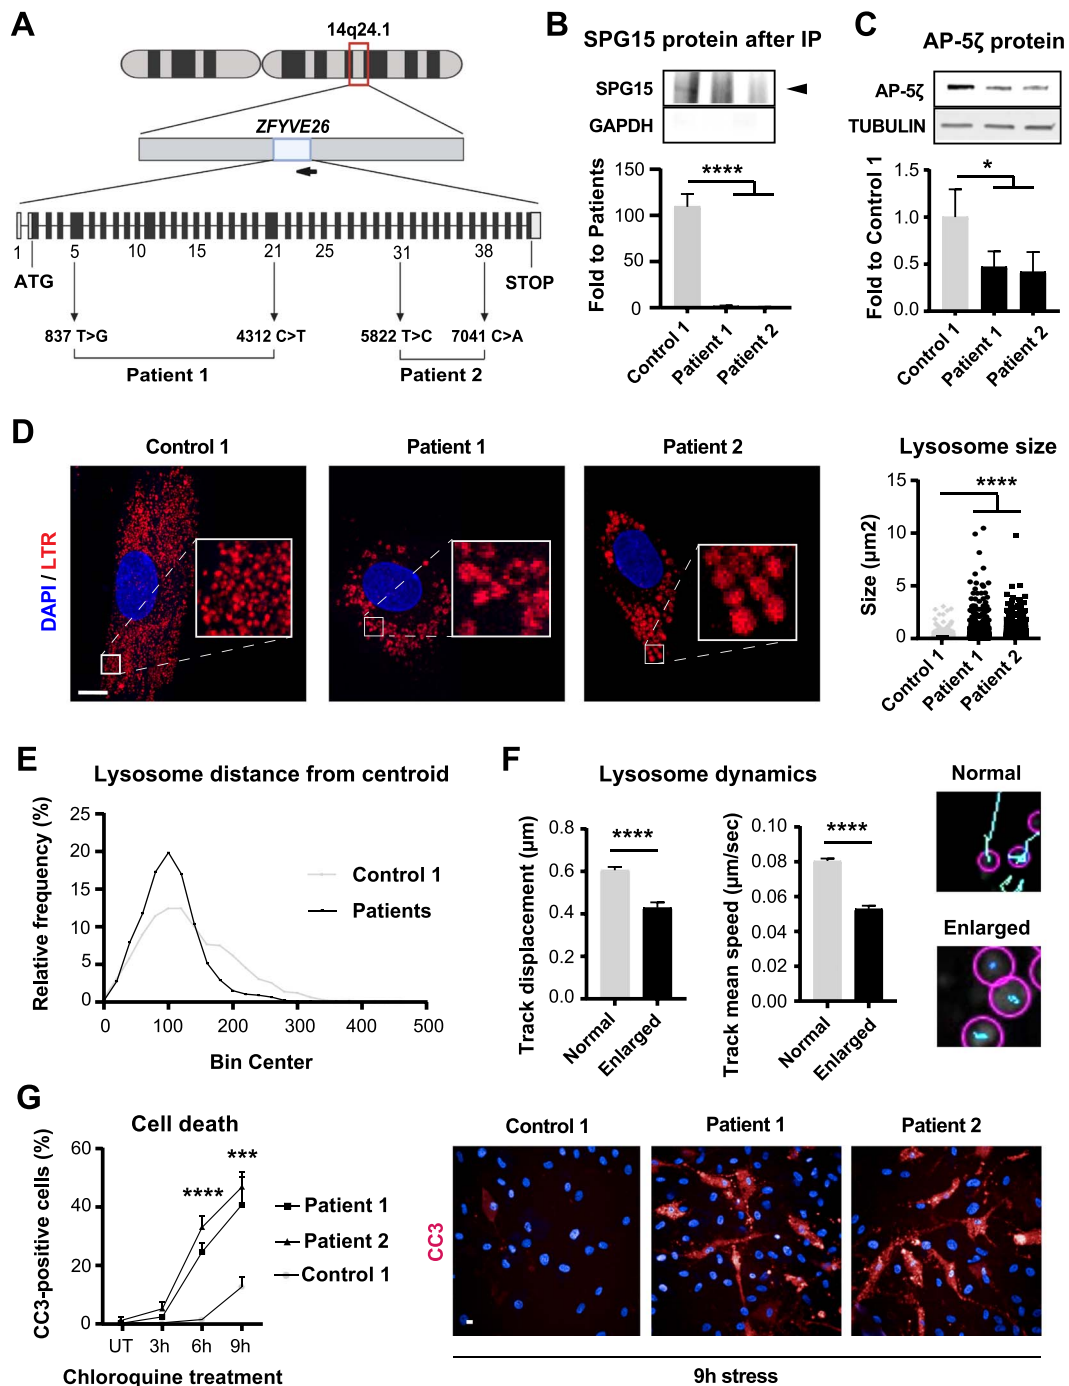 A
14q24.1
ZFYVE26
1 5 10 15 21 25 31 38
ATG STOP
837 T>G 4312 C>T 5822 T>C 7041 C>A
Patient 1 Patient 2
B
SPG15 protein after IP
SPG15
GAPDH
Fold to Patients
150
100
50
0
****
Control 1
Patient 1
Patient 2
C
AP-5ζ protein
AP-5ζ
TUBULIN
Fold to Control 1
1.5
1.0
0.5
0.0
*
Control 1
Patient 1
Patient 2
D
Control 1 Patient 1 Patient 2
DAPI / LTR
Lysosome size
Size (µm2)
15
10
5
0
****
Control 1
Patient 1
Patient 2
E
Lysosome distance from centroid
Relative frequency (%)
25
20
15
10
5
0
0 100 200 300 400 500
Bin Center
Control 1
Patients
F
Lysosome dynamics
Track displacement (µm)
0.8
0.6
0.4
0.2
0.0
****
Normal
Enlarged
Track mean speed (µm/sec)
0.10
0.08
0.06
0.04
0.02
0.00
****
Normal
Enlarged
Normal
Enlarged
G
Cell death
CC3-positive cells (%)
60
40
20
0
****
***
UT 3h 6h 9h
Chloroquine treatment
Patient 1
Patient 2
Control 1
Control 1 Patient 1 Patient 2
CC3
9h stress